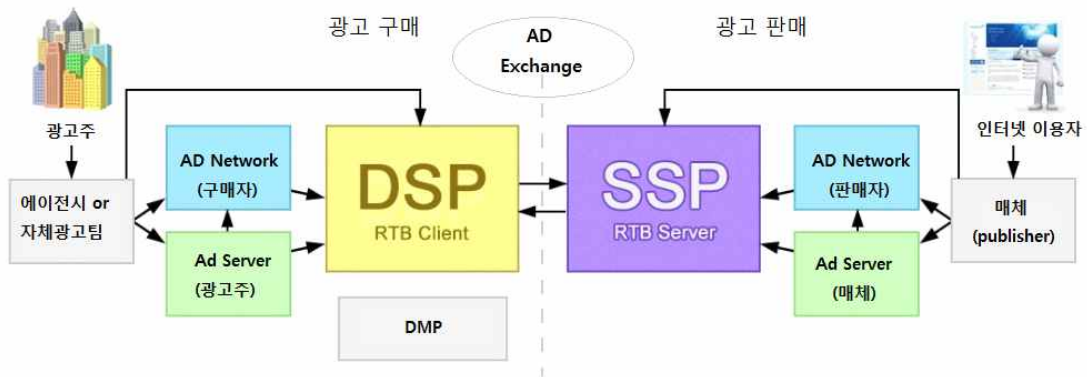 광고 구매
AD
Exchange
광고 판매
광고주
인터넷 이용자
에이전시 or
자체광고팀
AD Network
(구매자)
Ad Server
(광고주)
DSP
RTB Client
SSP
RTB Server
AD Network
(판매자)
Ad Server
(매체)
매체
(publisher)
DMP